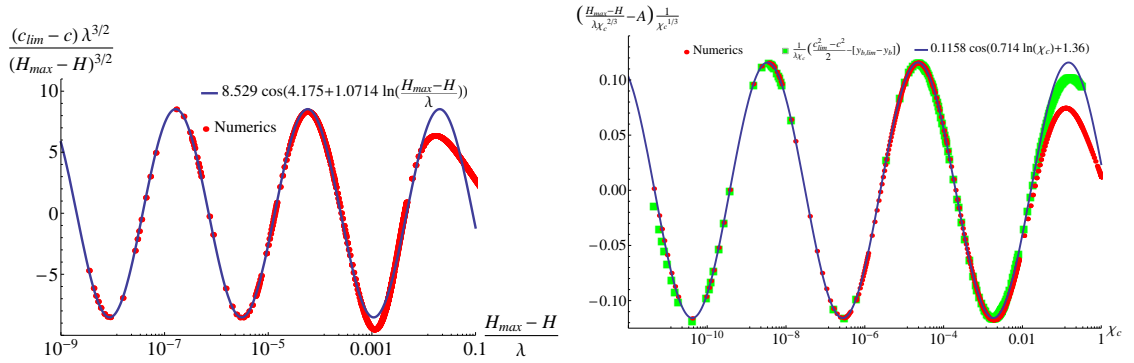 (c_lim − c) λ^3/2 / (H_max − H)^3/2
8.529 cos(4.175+1.0714 ln((H_max−H)/λ))
Numerics
10
5
0
−5
10^−9
10^−7
10^−5
0.001
0.1
(H_max − H)/λ
((H_max−H)/(λχ_c^2/3) −A) 1/χ_c^1/3
Numerics
1/(λχ_c) ((c_lim^2−c^2)/2 −[y_b,lim−y_b])
0.1158 cos(0.714 ln(χ_c)+1.36)
0.10
0.05
0.00
−0.05
−0.10
10^−10
10^−8
10^−6
10^−4
0.01
1
χ_c